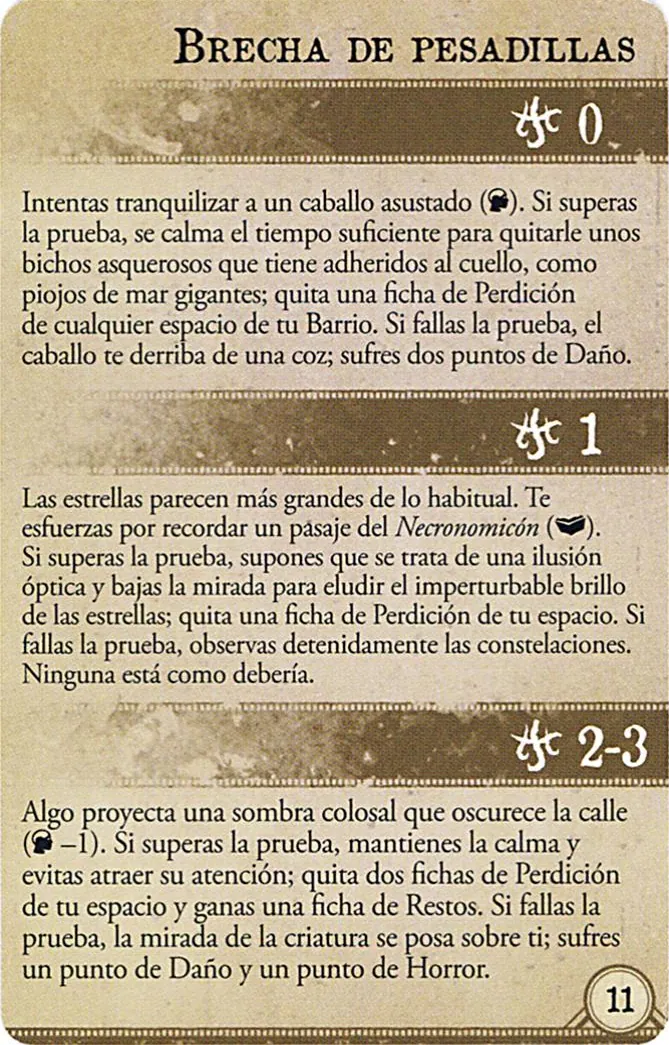 Brecha de pesadillas
0
Intentas tranquilizar a un caballo asustado ( ). Si superas
la prueba, se calma el tiempo suficiente para quitarle unos
bichos asquerosos que tiene adheridos al cuello, como
piojos de mar gigantes; quita una ficha de Perdición
de cualquier espacio de tu Barrio. Si fallas la prueba, el
caballo te derriba de una coz; sufres dos puntos de Daño.
1
Las estrellas parecen más grandes de lo habitual. Te
esfuerzas por recordar un pasaje del Necronomicón ( ).
Si superas la prueba, supones que se trata de una ilusión
óptica y bajas la mirada para eludir el imperturbable brillo
de las estrellas; quita una ficha de Perdición de tu espacio. Si
fallas la prueba, observas detenidamente las constelaciones.
Ninguna está como debería.
2-3
Algo proyecta una sombra colosal que oscurece la calle
( –1). Si superas la prueba, mantienes la calma y
evitas atraer su atención; quita dos fichas de Perdición
de tu espacio y ganas una ficha de Restos. Si fallas la
prueba, la mirada de la criatura se posa sobre ti; sufres
un punto de Daño y un punto de Horror.
11